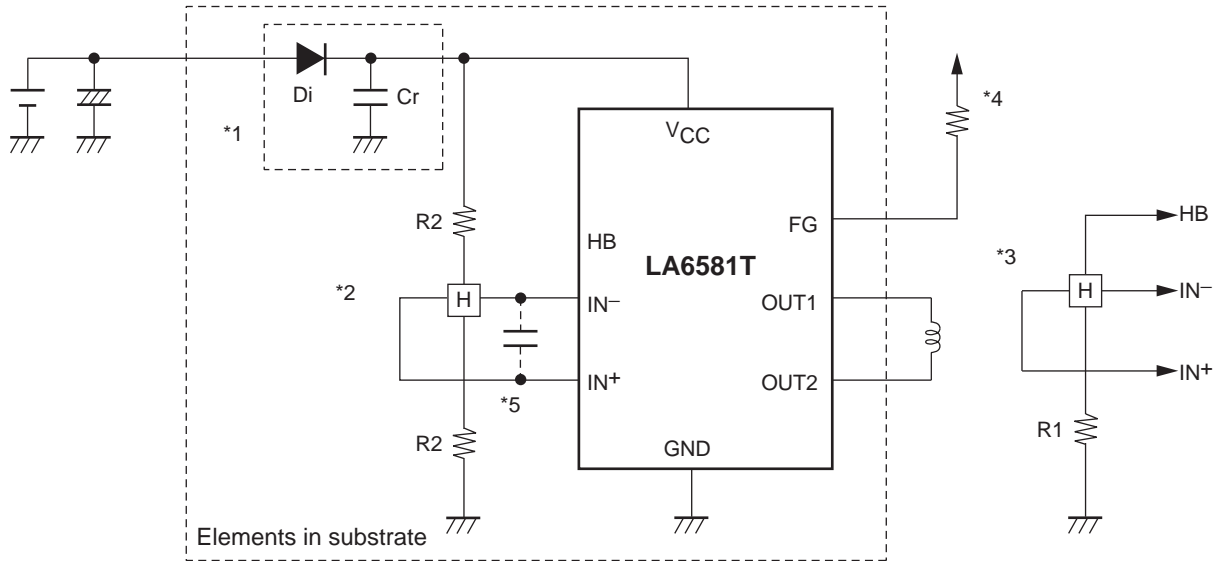 Di
Cr
*1
VCC
*4
R2
HB
FG
LA6581T
HB
*3
*2
H
IN–
OUT1
H
IN–
IN+
OUT2
IN+
*5
R2
R1
GND
Elements in substrate